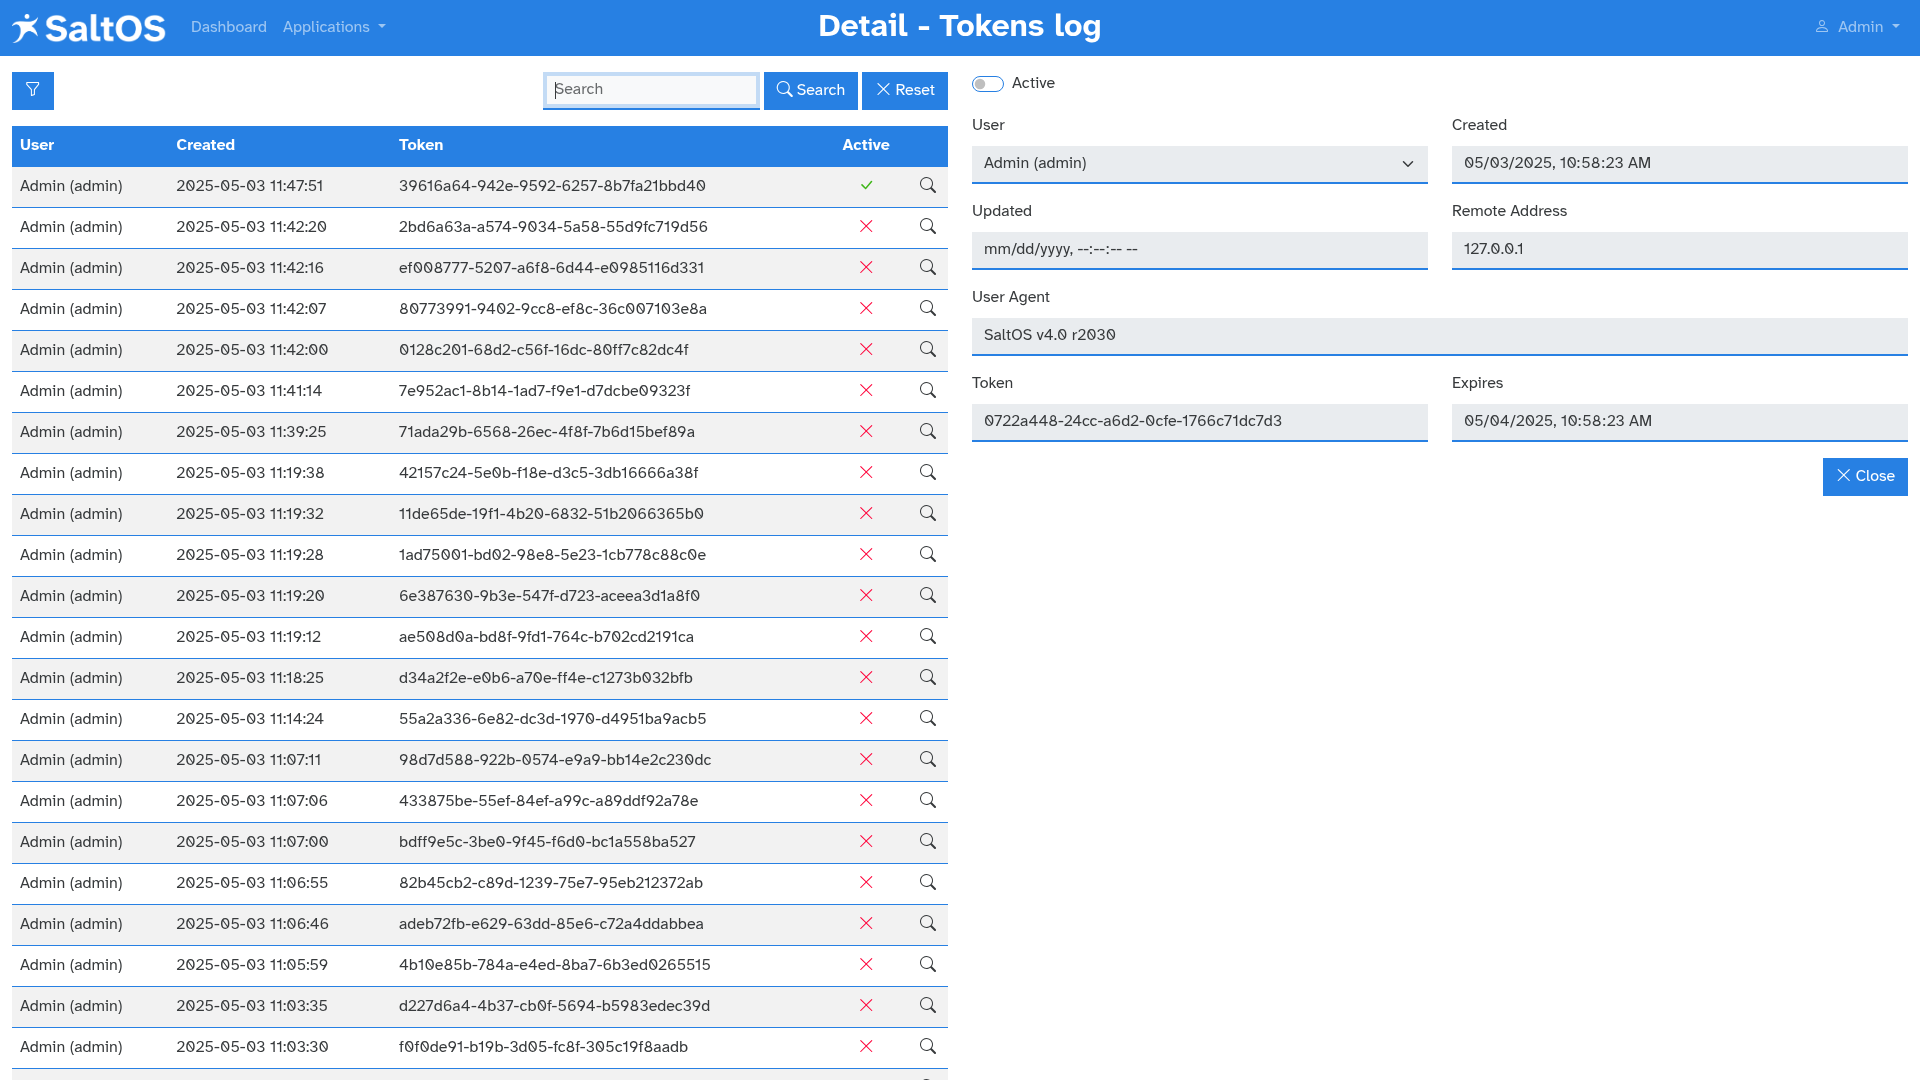 SaltOS Dashboard Applications Detail - Tokens log Admin
Search Search Reset
User Created Token Active
Admin (admin) 2025-05-03 11:47:51 39616a64-942e-9592-6257-8b7fa21bbd40
Admin (admin) 2025-05-03 11:42:20 2bd6a63a-a574-9034-5a58-55d9fc719d56
Admin (admin) 2025-05-03 11:42:16 ef008777-5207-a6f8-6d44-e0985116d331
Admin (admin) 2025-05-03 11:42:07 80773991-9402-9cc8-ef8c-36c007103e8a
Admin (admin) 2025-05-03 11:42:00 0128c201-68d2-c56f-16dc-80ff7c82dc4f
Admin (admin) 2025-05-03 11:41:14 7e952ac1-8b14-1ad7-f9e1-d7dcbe09323f
Admin (admin) 2025-05-03 11:39:25 71ada29b-6568-26ec-4f8f-7b6d15bef89a
Admin (admin) 2025-05-03 11:19:38 42157c24-5e0b-f18e-d3c5-3db16666a38f
Admin (admin) 2025-05-03 11:19:32 11de65de-19f1-4b20-6832-51b2066365b0
Admin (admin) 2025-05-03 11:19:28 1ad75001-bd02-98e8-5e23-1cb778c88c0e
Admin (admin) 2025-05-03 11:19:20 6e387630-9b3e-547f-d723-aceea3d1a8f0
Admin (admin) 2025-05-03 11:19:12 ae508d0a-bd8f-9fd1-764c-b702cd2191ca
Admin (admin) 2025-05-03 11:18:25 d34a2f2e-e0b6-a70e-ff4e-c1273b032bfb
Admin (admin) 2025-05-03 11:14:24 55a2a336-6e82-dc3d-1970-d4951ba9acb5
Admin (admin) 2025-05-03 11:07:11 98d7d588-922b-0574-e9a9-bb14e2c230dc
Admin (admin) 2025-05-03 11:07:06 433875be-55ef-84ef-a99c-a89ddf92a78e
Admin (admin) 2025-05-03 11:07:00 bdff9e5c-3be0-9f45-f6d0-bc1a558ba527
Admin (admin) 2025-05-03 11:06:55 82b45cb2-c89d-1239-75e7-95eb212372ab
Admin (admin) 2025-05-03 11:06:46 adeb72fb-e629-63dd-85e6-c72a4ddabbea
Admin (admin) 2025-05-03 11:05:59 4b10e85b-784a-e4ed-8ba7-6b3ed0265515
Admin (admin) 2025-05-03 11:03:35 d227d6a4-4b37-cb0f-5694-b5983edec39d
Admin (admin) 2025-05-03 11:03:30 f0f0de91-b19b-3d05-fc8f-305c19f8aadb
Active
User Created
Admin (admin) 05/03/2025, 10:58:23 AM
Updated Remote Address
mm/dd/yyyy, --:--:-- -- 127.0.0.1
User Agent
SaltOS v4.0 r2030
Token Expires
0722a448-24cc-a6d2-0cfe-1766c71dc7d3 05/04/2025, 10:58:23 AM
Close